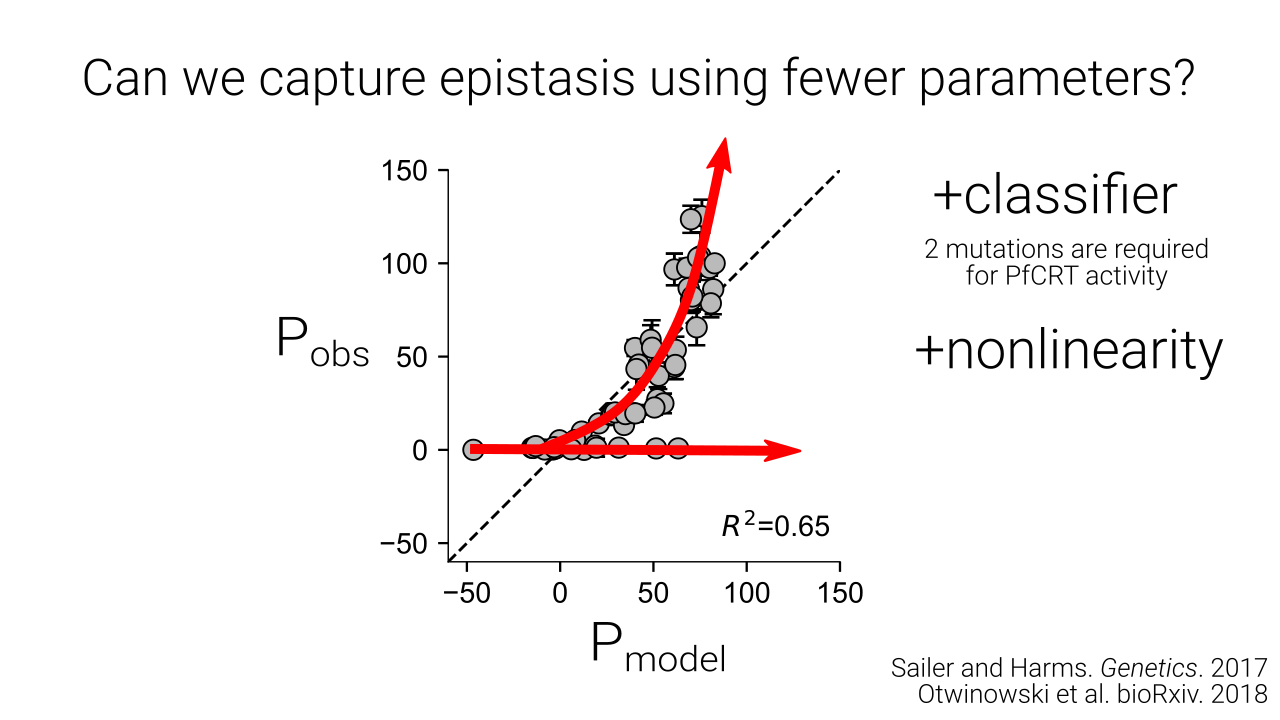 Can we capture epistasis using fewer parameters?
150
100
50
0
−50
P_obs
R²=0.65
−50 0 50 100 150
P_model
+classifier
2 mutations are required
for PfCRT activity
+nonlinearity
Sailer and Harms. Genetics. 2017
Otwinowski et al. bioRxiv. 2018